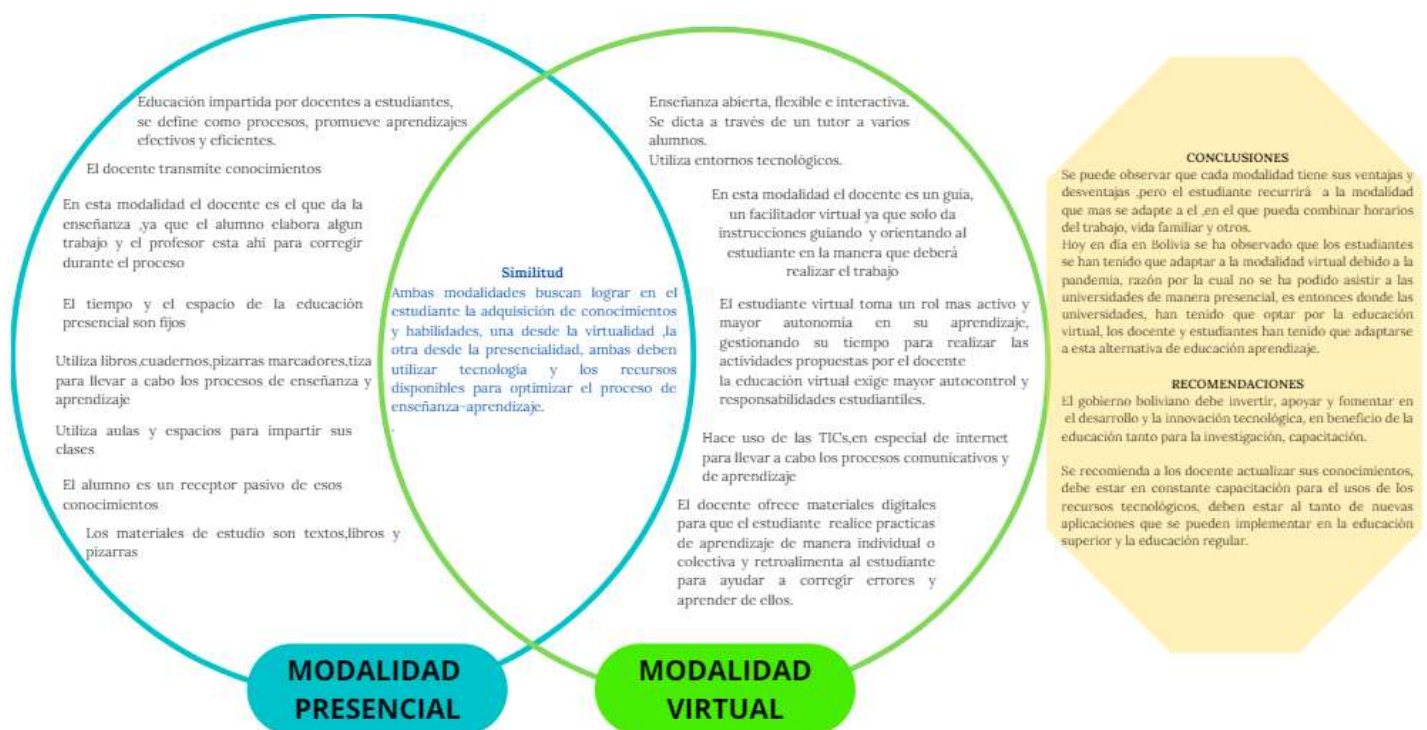 Educación impartida por docentes a estudiantes,
se define como procesos, promueve aprendizajes
efectivos y eficientes.
El docente transmite conocimientos
En esta modalidad el docente es el que da la
enseñanza ,ya que el alumno elabora algun
trabajo y el profesor esta ahi para corregir
durante el proceso
El tiempo y el espacio de la educación
presencial son fijos
Utiliza libros,cuadernos,pizarras marcadores,tiza
para llevar a cabo los procesos de enseñanza y
aprendizaje
Utiliza aulas y espacios para impartir sus
clases
El alumno es un receptor pasivo de esos
conocimientos
Los materiales de estudio son textos,libros y
pizarras
MODALIDAD
PRESENCIAL
Similitud
Ambas modalidades buscan lograr en el
estudiante la adquisición de conocimientos
y habilidades, una desde la virtualidad ,la
otra desde la presencialidad, ambas deben
utilizar tecnología y los recursos
disponibles para optimizar el proceso de
enseñanza-aprendizaje.
.
Enseñanza abierta, flexible e interactiva.
Se dicta a través de un tutor a varios
alumnos.
Utiliza entornos tecnológicos.
En esta modalidad el docente es un guía,
un facilitador virtual ya que solo da
instrucciones guiando y orientando al
estudiante en la manera que deberá
realizar el trabajo
El estudiante virtual toma un rol mas activo y
mayor autonomía en su aprendizaje,
gestionando su tiempo para realizar las
actividades propuestas por el docente
la educación virtual exige mayor autocontrol y
responsabilidades estudiantiles.
Hace uso de las TICs,en especial de internet
para llevar a cabo los procesos comunicativos y
de aprendizaje
El docente ofrece materiales digitales
para que el estudiante realice practicas
de aprendizaje de manera individual o
colectiva y retroalimenta al estudiante
para ayudar a corregir errores y
aprender de ellos.
MODALIDAD
VIRTUAL
CONCLUSIONES
Se puede observar que cada modalidad tiene sus ventajas y
desventajas ,pero el estudiante recurrirá a la modalidad
que mas se adapte a el ,en el que pueda combinar horarios
del trabajo, vida familiar y otros.
Hoy en día en Bolivia se ha observado que los estudiantes
se han tenido que adaptar a la modalidad virtual debido a la
pandemia, razón por la cual no se ha podido asistir a las
universidades de manera presencial, es entonces donde las
universidades, han tenido que optar por la educación
virtual, los docente y estudiantes han tenido que adaptarse
a esta alternativa de educación aprendizaje.
RECOMENDACIONES
El gobierno boliviano debe invertir, apoyar y fomentar en
el desarrollo y la innovación tecnológica, en beneficio de la
educación tanto para la investigación, capacitación.
Se recomienda a los docente actualizar sus conocimientos,
debe estar en constante capacitación para el usos de los
recursos tecnológicos, deben estar al tanto de nuevas
aplicaciones que se pueden implementar en la educación
superior y la educación regular.